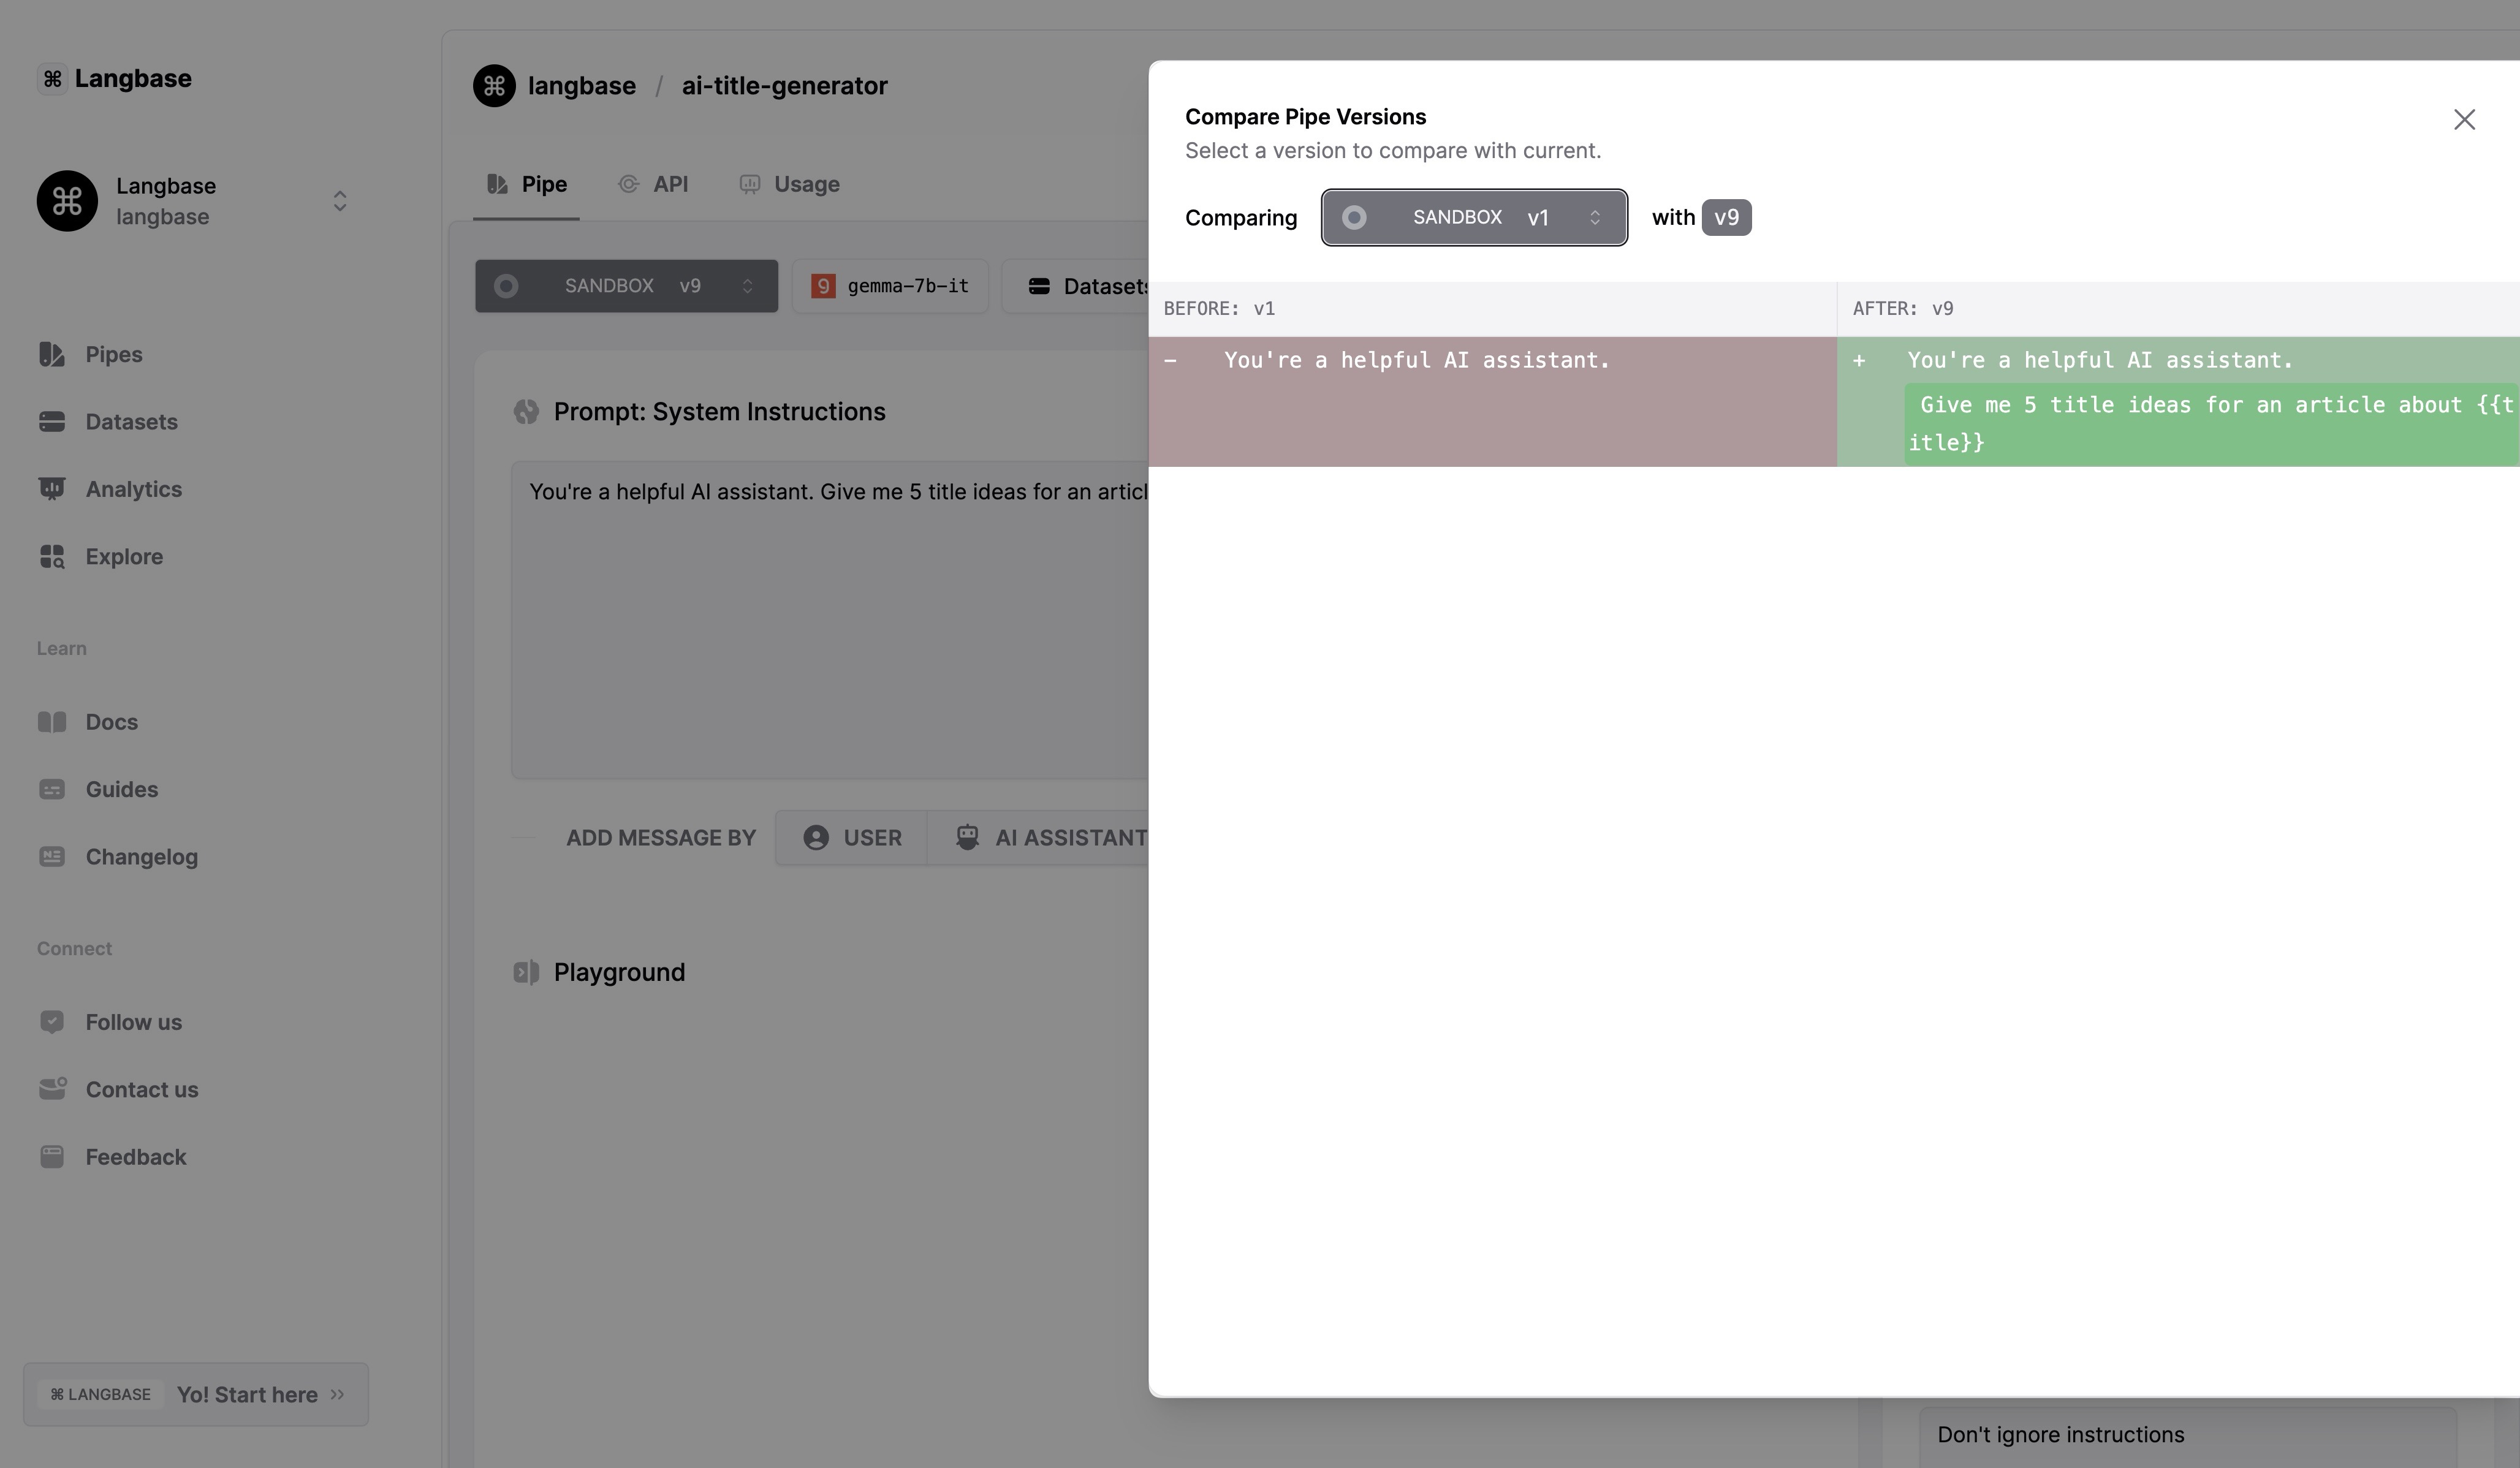 Langbase
Langbase
langbase
Pipes
Datasets
Analytics
Explore
Learn
Docs
Guides
Changelog
Connect
Follow us
Contact us
Feedback
⌘ LANGBASE Yo! Start here
langbase / ai-title-generator
Pipe API Usage
SANDBOX v9 gemma-7b-it Datasets
Prompt: System Instructions
You're a helpful AI assistant. Give me 5 title ideas for an articl
ADD MESSAGE BY USER AI ASSISTANT
Playground
Compare Pipe Versions
Select a version to compare with current.
Comparing SANDBOX v1 with v9
BEFORE: v1
- You're a helpful AI assistant.
AFTER: v9
+ You're a helpful AI assistant.
Give me 5 title ideas for an article about {{t
itle}}
Don't ignore instructions